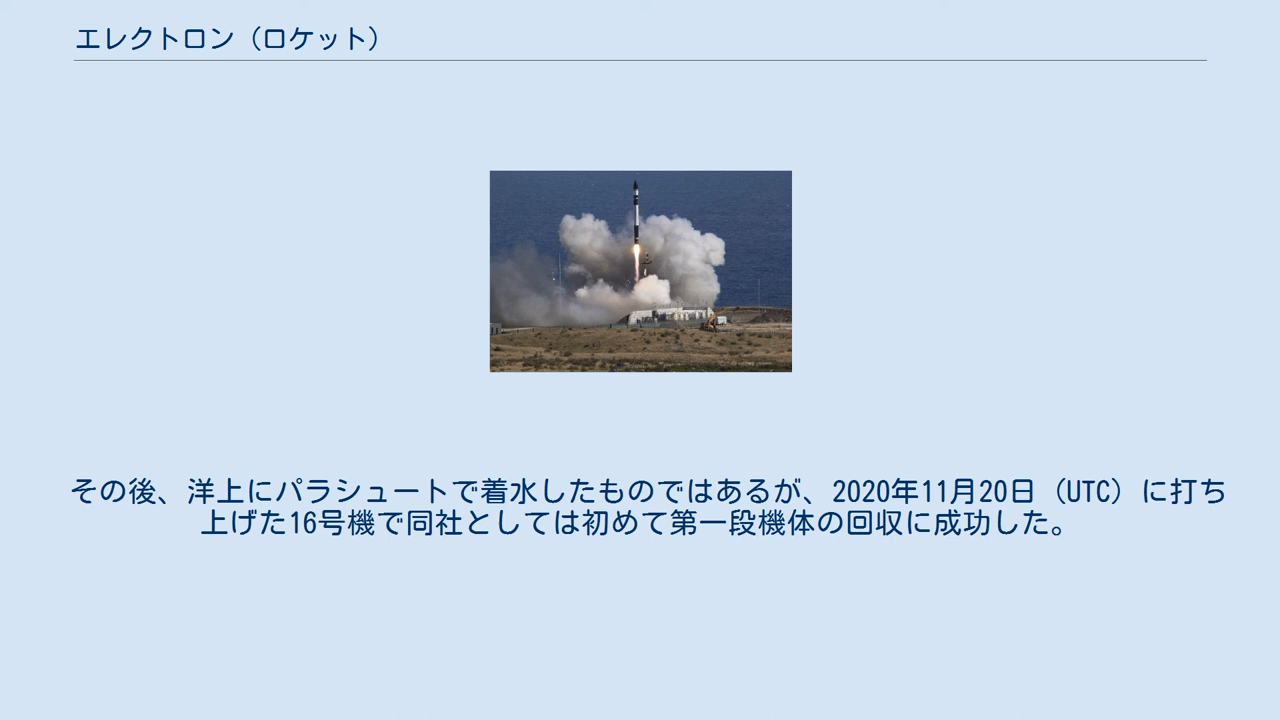 エレクトロン（ロケット）
その後、洋上にパラシュートで着水したものではあるが、2020年11月20日（UTC）に打ち
上げた16号機で同社としては初めて第一段機体の回収に成功した。